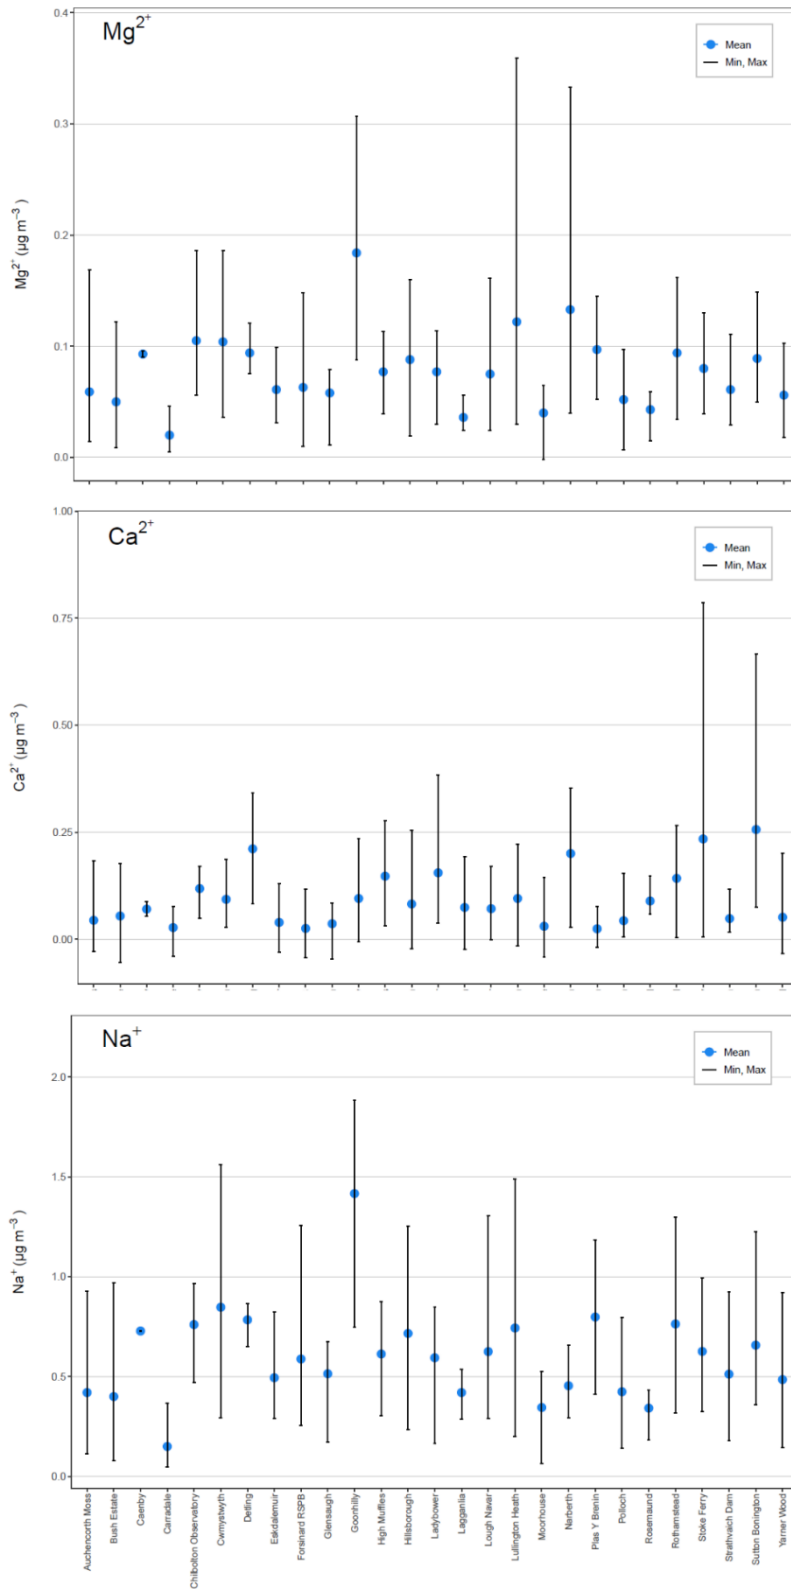 Mg2+
Mean
Min, Max
0.4
0.3
0.2
0.1
0.0
Mg2+ (µg m−3)
Ca2+
Mean
Min, Max
1.00
0.75
0.50
0.25
0.00
Ca2+ (µg m−3)
Na+
Mean
Min, Max
2.0
1.5
1.0
0.5
0.0
Na+ (µg m−3)
Auchencorth Moss
Bush Estate
Caenby
Carradale
Chilbolton Observatory
Cwmystwyth
Detling
Eskdalemuir
Forsinard RSPB
Glensaugh
Goonhilly
High Muffles
Hillsborough
Ladybower
Lagganlia
Lough Navar
Lullington Heath
Moorhouse
Narberth
Plas Y Brenin
Polloch
Rosemaund
Rothamstead
Stoke Ferry
Strathvaich Dam
Sutton Bonington
Yarner Wood